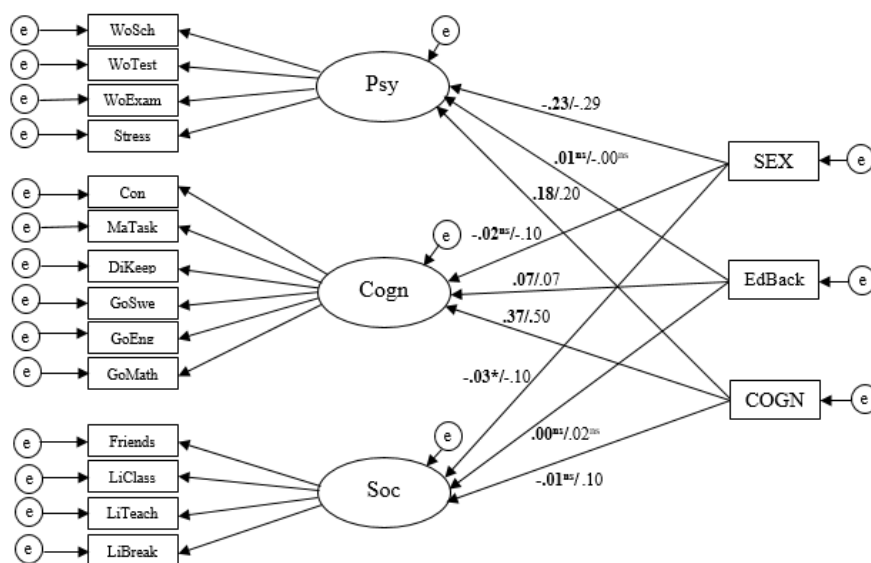 e WoSch
e WoTest
e WoExam
e Stress
Psy
e
e Con
e MaTask
e DiKeep
e GoSwe
e GoEng
e GoMath
Cogn
e
e Friends
e LiClass
e LiTeach
e LiBreak
Soc
e
-.23/-.29
.01ⁿˢ/-.00ⁿˢ
.18/.20
-.02ⁿˢ/-.10
.07/.07
.37/.50
-.03*/-.10
.00ⁿˢ/.02ⁿˢ
-.01ⁿˢ/.10
SEX e
EdBack e
COGN e